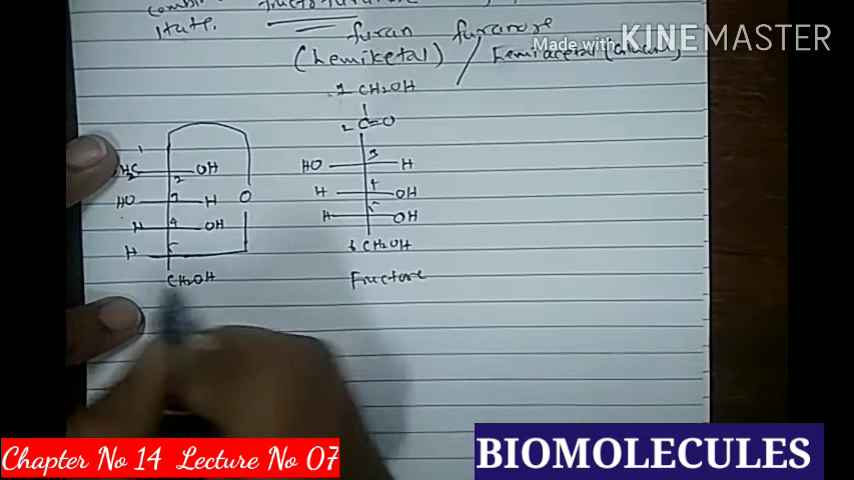 furan furanose
itute.
Made with KINEMASTER
(hemiketal) / hemiacetal
1 CH2OH
2 C=O
1
OH
2
HO 3 H
HO 3 H O
H 4 OH
H 4 OH
H 5 OH
H 5
6 CH2OH
CH2OH
Fructose
Chapter No 14 Lecture No 07
BIOMOLECULES